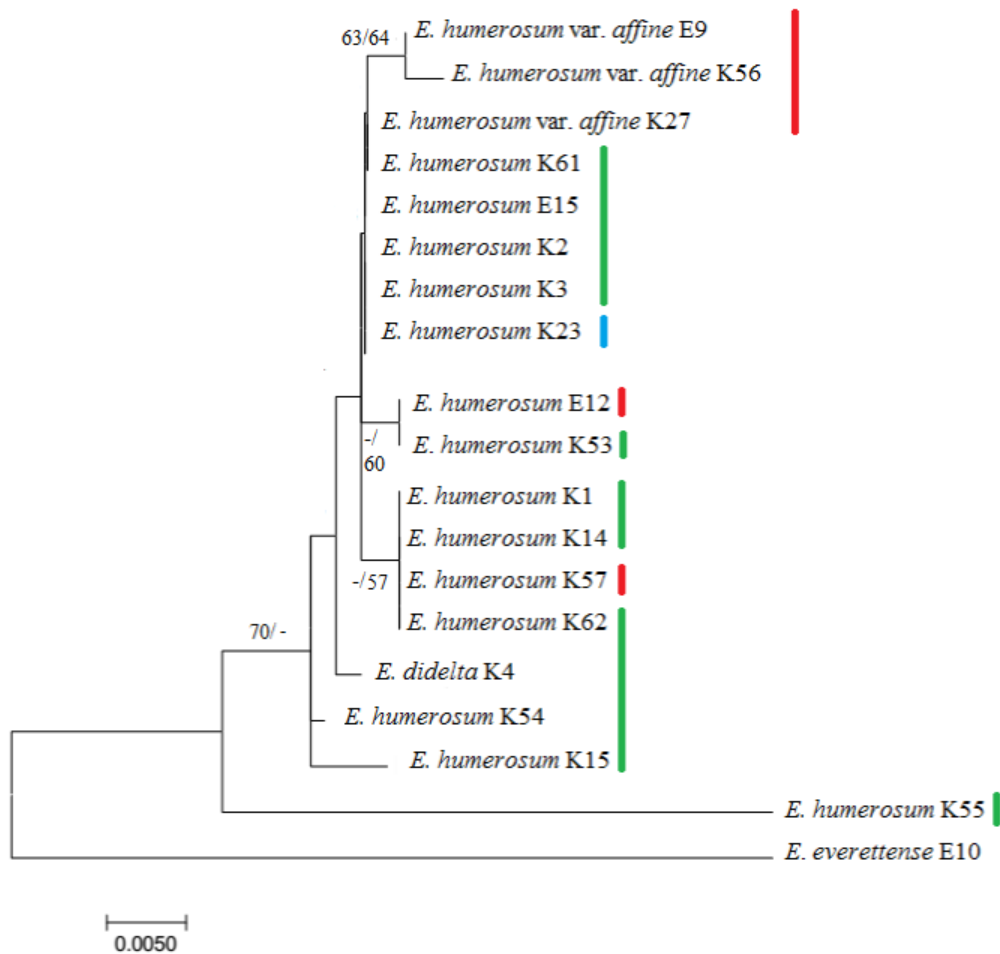 63/64
E. humerosum var. affine E9
E. humerosum var. affine K56
E. humerosum var. affine K27
E. humerosum K61
E. humerosum E15
E. humerosum K2
E. humerosum K3
E. humerosum K23
E. humerosum E12
-/
60
E. humerosum K53
E. humerosum K1
E. humerosum K14
-/57
E. humerosum K57
E. humerosum K62
70/ -
E. didelta K4
E. humerosum K54
E. humerosum K15
E. humerosum K55
E. everettense E10
0.0050